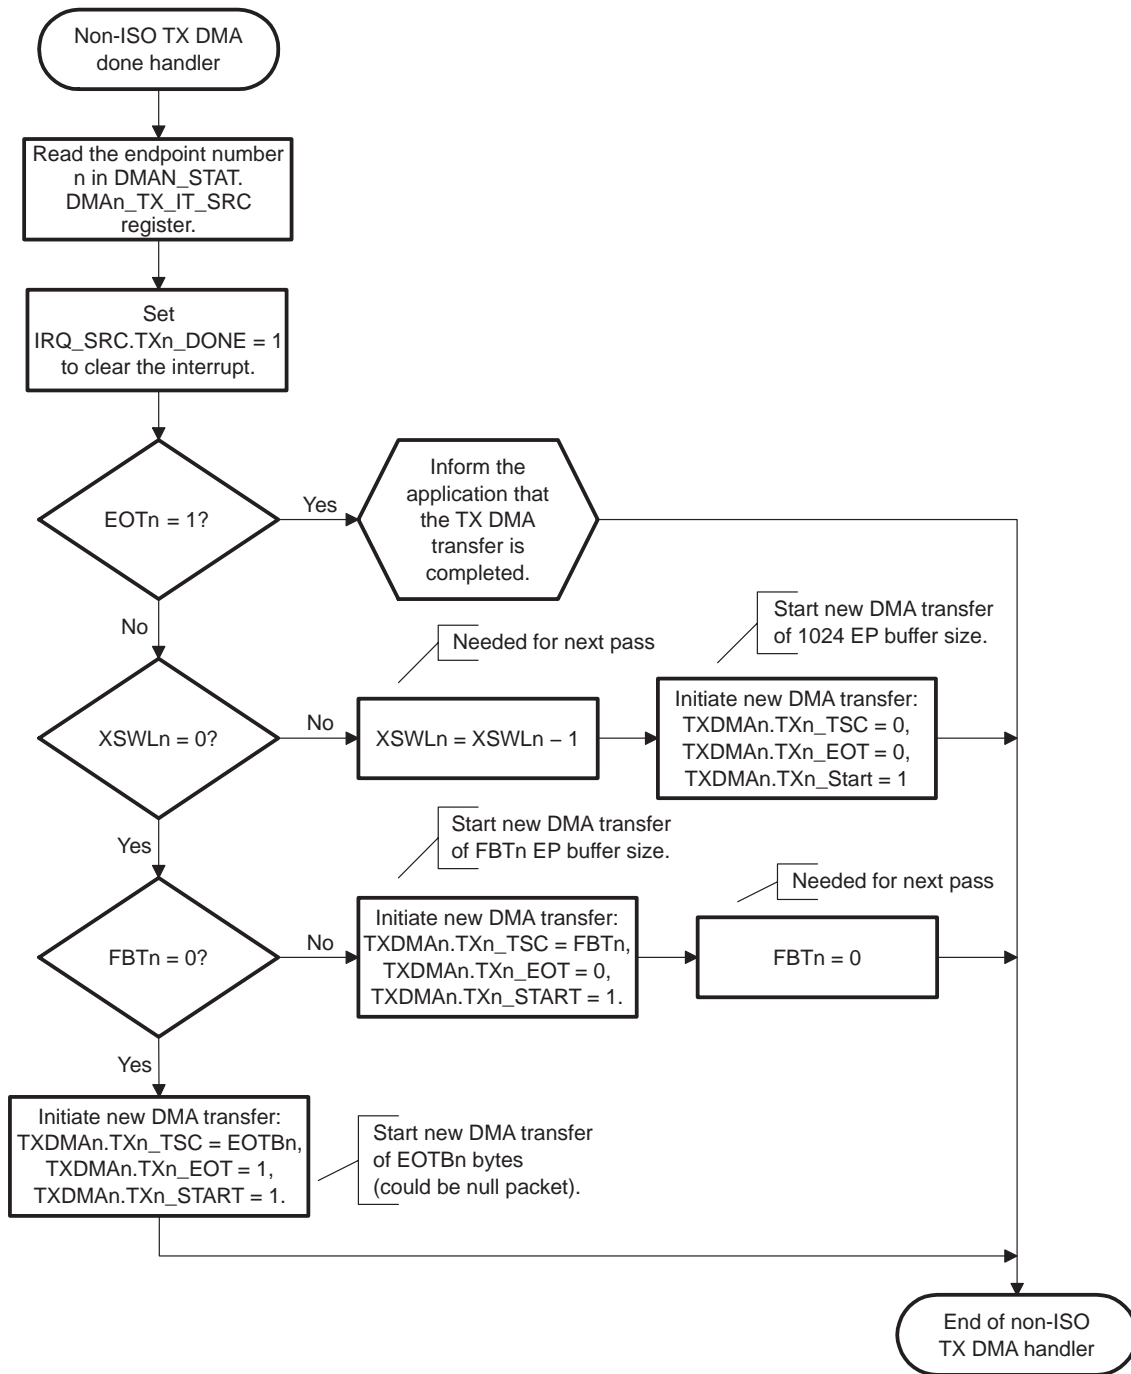 Non-ISO TX DMA
done handler
Read the endpoint number
n in DMAN_STAT.
DMAn_TX_IT_SRC
register.
Set
IRQ_SRC.TXn_DONE = 1
to clear the interrupt.
EOTn = 1?
Yes
Inform the
application that
the TX DMA
transfer is
completed.
No
Needed for next pass
Start new DMA transfer
of 1024 EP buffer size.
XSWLn = 0?
No
XSWLn = XSWLn − 1
Initiate new DMA transfer:
TXDMAn.TXn_TSC = 0,
TXDMAn.TXn_EOT = 0,
TXDMAn.TXn_Start = 1
Yes
Start new DMA transfer
of FBTn EP buffer size.
Needed for next pass
FBTn = 0?
No
Initiate new DMA transfer:
TXDMAn.TXn_TSC = FBTn,
TXDMAn.TXn_EOT = 0,
TXDMAn.TXn_START = 1.
FBTn = 0
Yes
Initiate new DMA transfer:
TXDMAn.TXn_TSC = EOTBn,
TXDMAn.TXn_EOT = 1,
TXDMAn.TXn_START = 1.
Start new DMA transfer
of EOTBn bytes
(could be null packet).
End of non-ISO
TX DMA handler